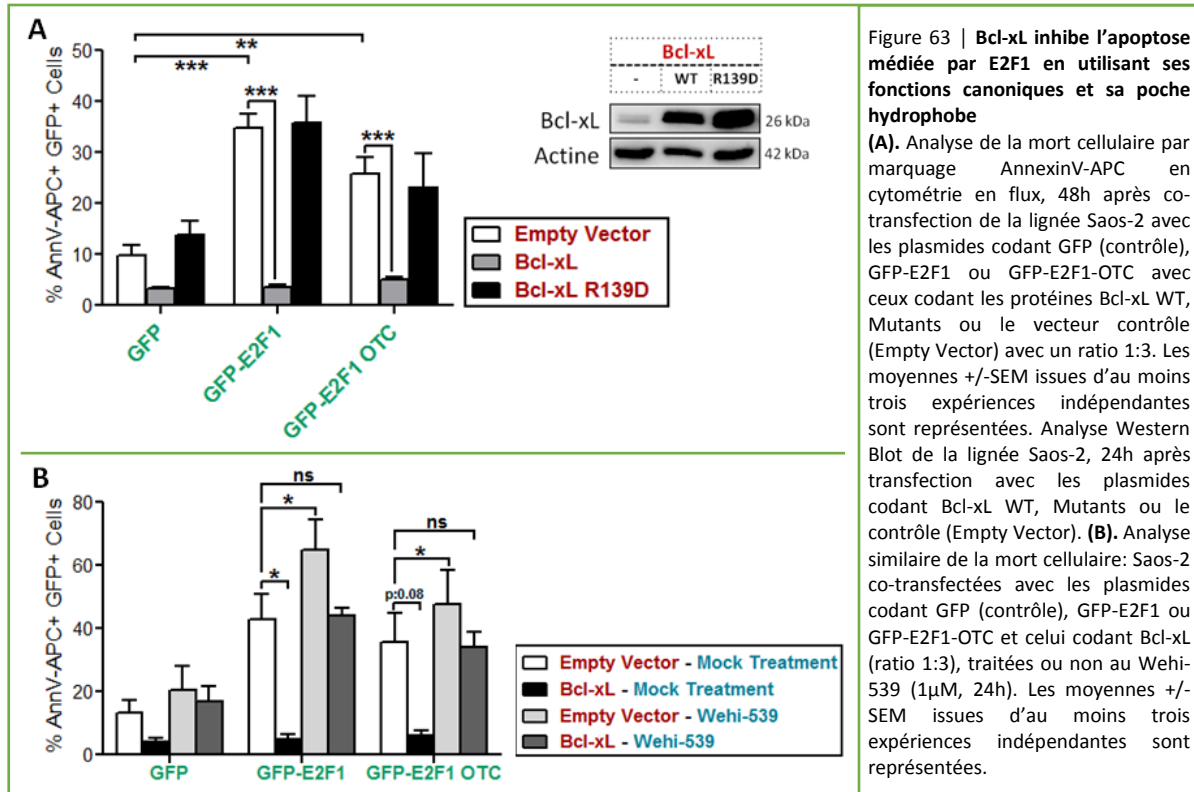 A
% AnnV-APC+ GFP+ Cells
50
40
30
20
10
0
**
***
***
***
GFP
GFP-E2F1
GFP-E2F1 OTC
Empty Vector
Bcl-xL
Bcl-xL R139D
Bcl-xL
- WT R139D
Bcl-xL 26 kDa
Actine 42 kDa
B
% AnnV-APC+ GFP+ Cells
80
60
40
20
0
ns
*
*
ns
*
p:0.08
GFP
GFP-E2F1
GFP-E2F1 OTC
Empty Vector - Mock Treatment
Bcl-xL - Mock Treatment
Empty Vector - Wehi-539
Bcl-xL - Wehi-539
Figure 63 | Bcl-xL inhibe l’apoptose
médiée par E2F1 en utilisant ses
fonctions canoniques et sa poche
hydrophobe
(A). Analyse de la mort cellulaire par
marquage AnnexinV-APC en
cytométrie en flux, 48h après co-
transfection de la lignée Saos-2 avec
les plasmides codant GFP (contrôle),
GFP-E2F1 ou GFP-E2F1-OTC avec
ceux codant les protéines Bcl-xL WT,
Mutants ou le vecteur contrôle
(Empty Vector) avec un ratio 1:3. Les
moyennes +/-SEM issues d’au moins
trois expériences indépendantes
sont représentées. Analyse Western
Blot de la lignée Saos-2, 24h après
transfection avec les plasmides
codant Bcl-xL WT, Mutants ou le
contrôle (Empty Vector). (B). Analyse
similaire de la mort cellulaire: Saos-2
co-transfectées avec les plasmides
codant GFP (contrôle), GFP-E2F1 ou
GFP-E2F1-OTC et celui codant Bcl-xL
(ratio 1:3), traitées ou non au Wehi-
539 (1µM, 24h). Les moyennes +/-
SEM issues d’au moins trois
expériences indépendantes sont
représentées.